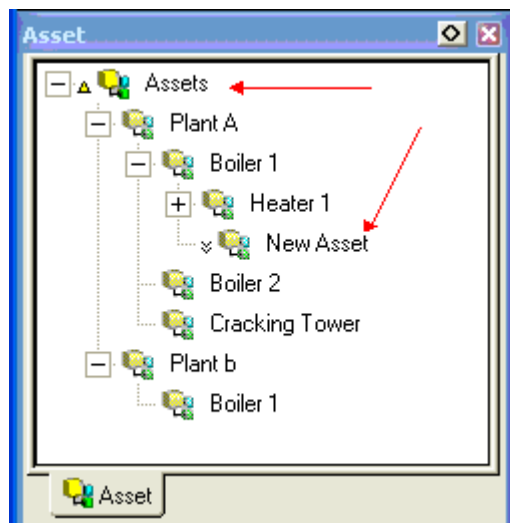 Asset
Assets
Plant A
Boiler 1
Heater 1
New Asset
Boiler 2
Cracking Tower
Plant b
Boiler 1
Asset